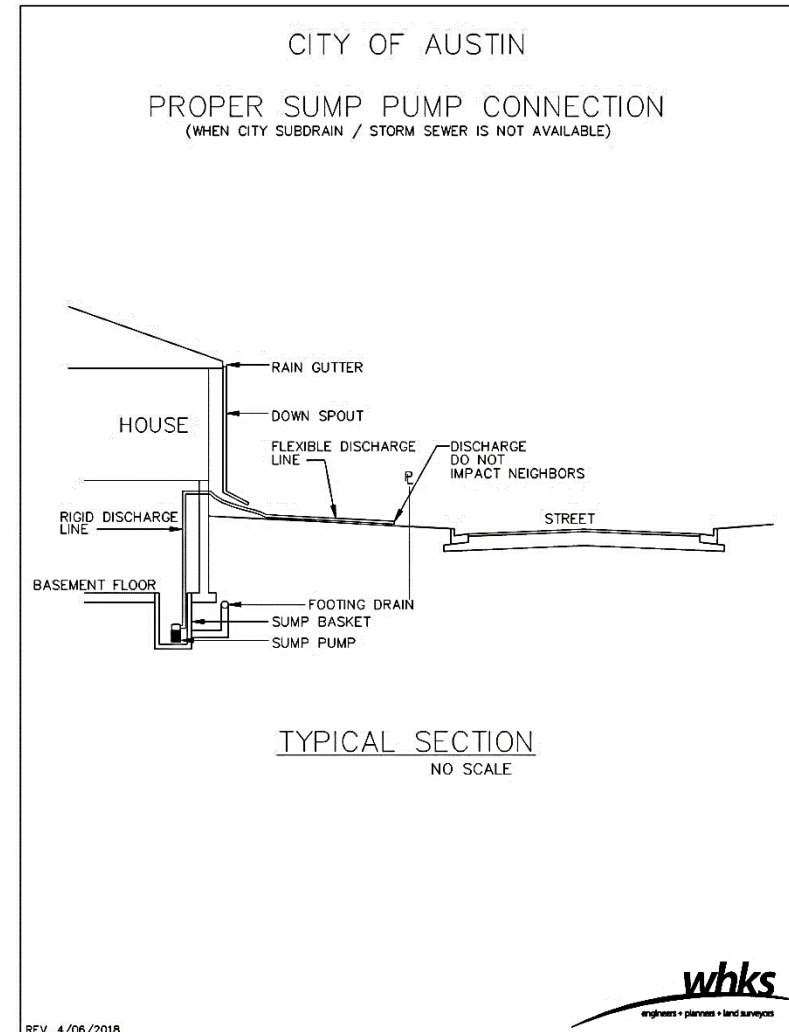 CITY OF AUSTIN
PROPER SUMP PUMP CONNECTION
(WHEN CITY SUBDRAIN / STORM SEWER IS NOT AVAILABLE)
RAIN GUTTER
HOUSE
DOWN SPOUT
FLEXIBLE DISCHARGE
LINE
DISCHARGE
DO NOT
IMPACT NEIGHBORS
PL
RIGID DISCHARGE
LINE
STREET
BASEMENT FLOOR
FOOTING DRAIN
SUMP BASKET
SUMP PUMP
TYPICAL SECTION
NO SCALE
whks
engineers + planners + land surveyors
REV. 4/06/2018